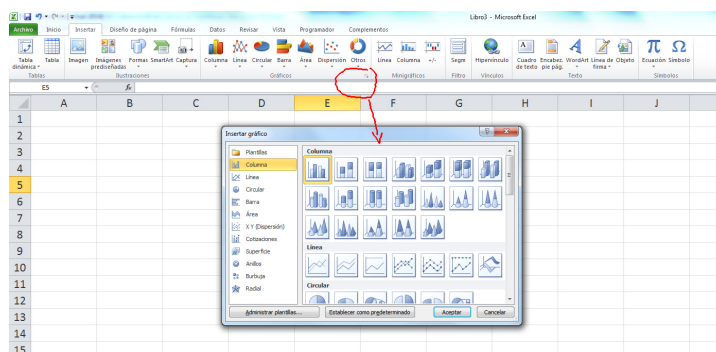 Libro3 - Microsoft Excel
Archivo Inicio Insertar Diseño de página Fórmulas Datos Revisar Vista Programador Complementos
Tabla dinámica Tabla Imagen Imágenes prediseñadas Formas SmartArt Captura Columna Línea Circular Barra Área Dispersión Otros Línea Columna +/- Segm Hipervínculo Cuadro de texto Encabez. pie pág. WordArt Línea de firma Objeto Ecuación Símbolo
Tablas Ilustraciones Gráficos Minigráficos Filtro Vínculos Texto Símbolos
E5 fx
A B C D E F G H I J
1
2
3
4
5
6
7
8
9
10
11
12
13
14
15
Insertar gráfico
Plantillas
Columna
Línea
Circular
Barra
Área
X Y (Dispersión)
Cotizaciones
Superficie
Anillos
Burbuja
Radial
Columna
Línea
Circular
Administrar plantillas... Establecer como predeterminado Aceptar Cancelar